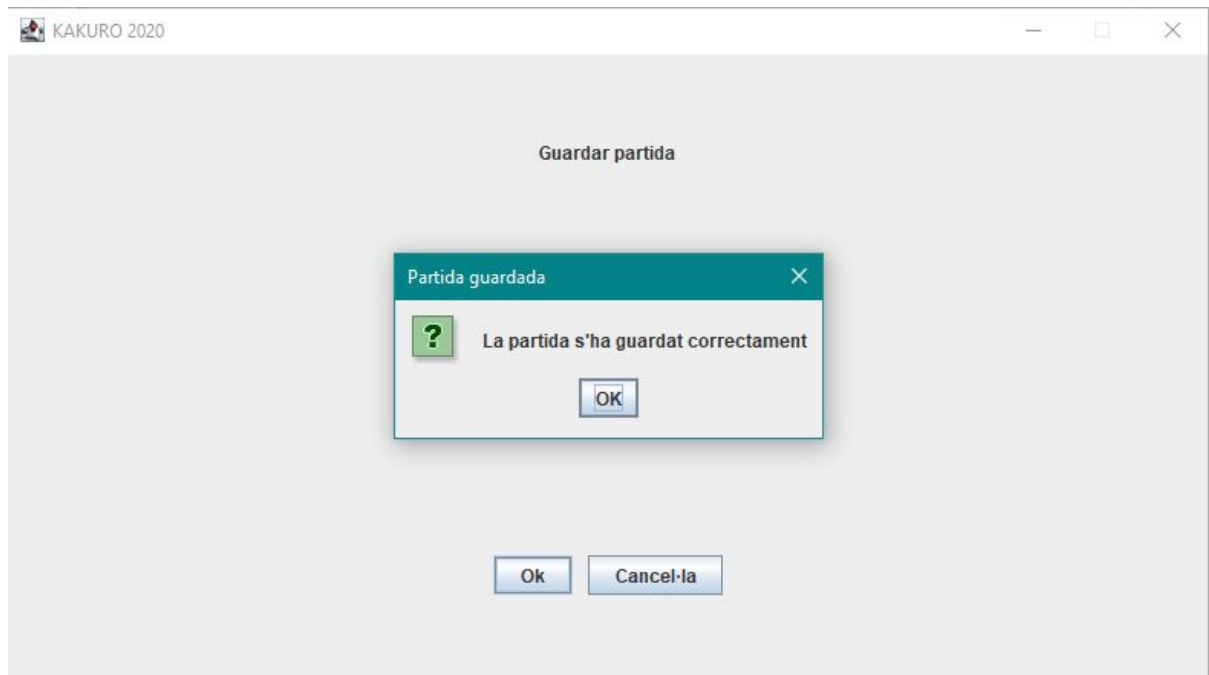 KAKURO 2020
Guardar partida
Partida guardada
?
La partida s'ha guardat correctament
OK
Ok
Cancel·la